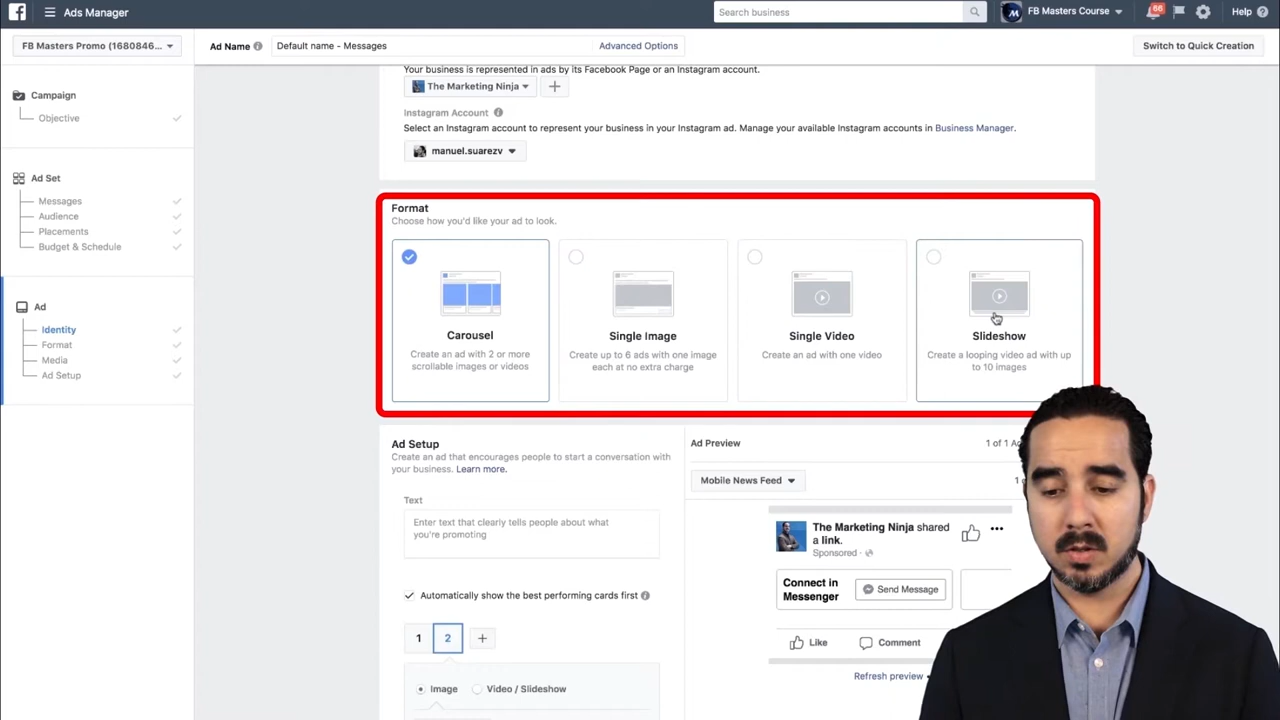 Ads Manager
Search business
FB Masters Course
66
Help
FB Masters Promo (1680846...
Ad Name
Default name - Messages
Advanced Options
Switch to Quick Creation
Campaign
Objective
Ad Set
Messages
Audience
Placements
Budget & Schedule
Ad
Identity
Format
Media
Ad Setup
Your business is represented in ads by its Facebook Page or an Instagram account.
The Marketing Ninja
Instagram Account
Select an Instagram account to represent your business in your Instagram ad. Manage your available Instagram accounts in Business Manager.
manuel.suarezv
Format
Choose how you'd like your ad to look.
Carousel
Create an ad with 2 or more
scrollable images or videos
Single Image
Create up to 6 ads with one image
each at no extra charge
Single Video
Create an ad with one video
Slideshow
Create a looping video ad with up
to 10 images
Ad Setup
Create an ad that encourages people to start a conversation with
your business. Learn more.
Text
Enter text that clearly tells people about what
you're promoting
Automatically show the best performing cards first
1
2
Image
Video / Slideshow
Ad Preview
1 of 1
Mobile News Feed
1
The Marketing Ninja shared
a link.
Sponsored
Connect in
Messenger
Send Message
Like
Comment
Refresh preview